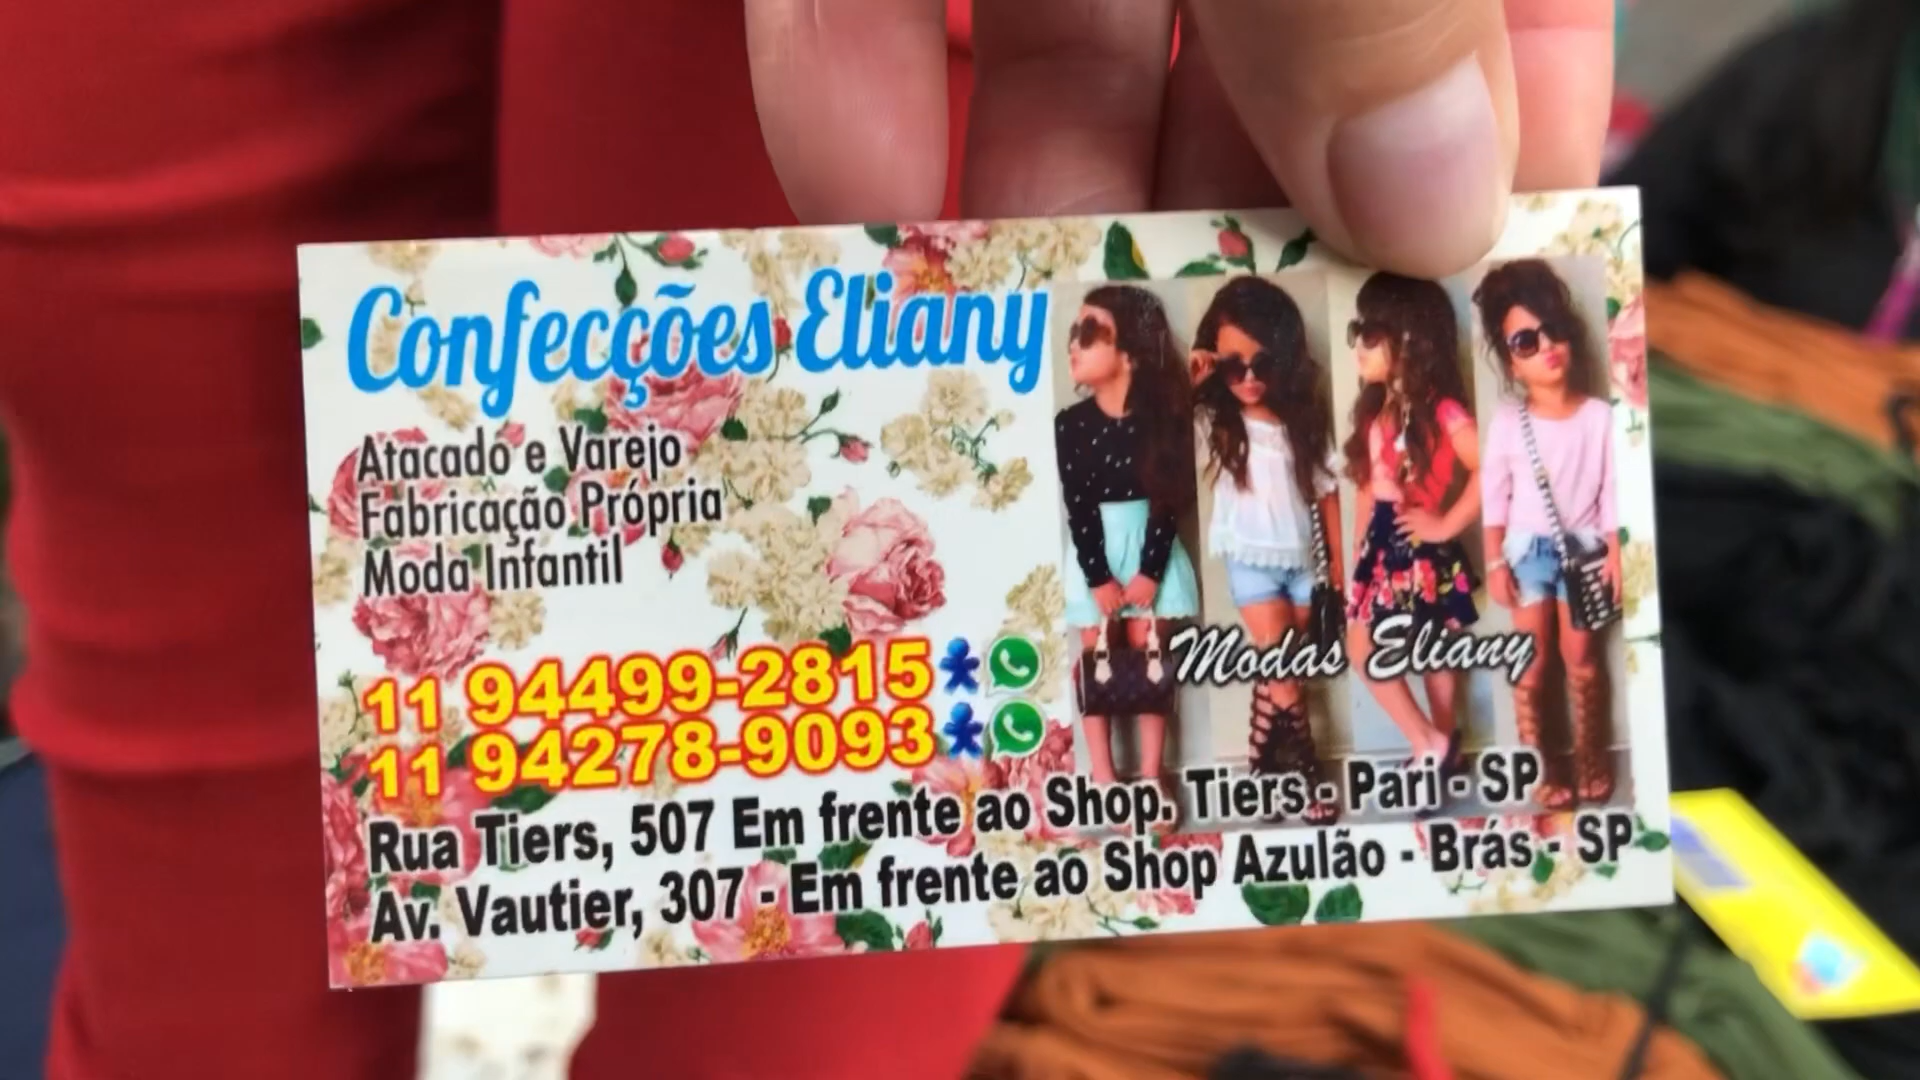 Confecções Eliany
Atacado e Varejo
Fabricação Própria
Moda Infantil
11 94499-2815
11 94278-9093
Modas Eliany
Rua Tiers, 507 Em frente ao Shop. Tiers - Pari - SP
Av. Vautier, 307 - Em frente ao Shop Azulão - Brás - SP